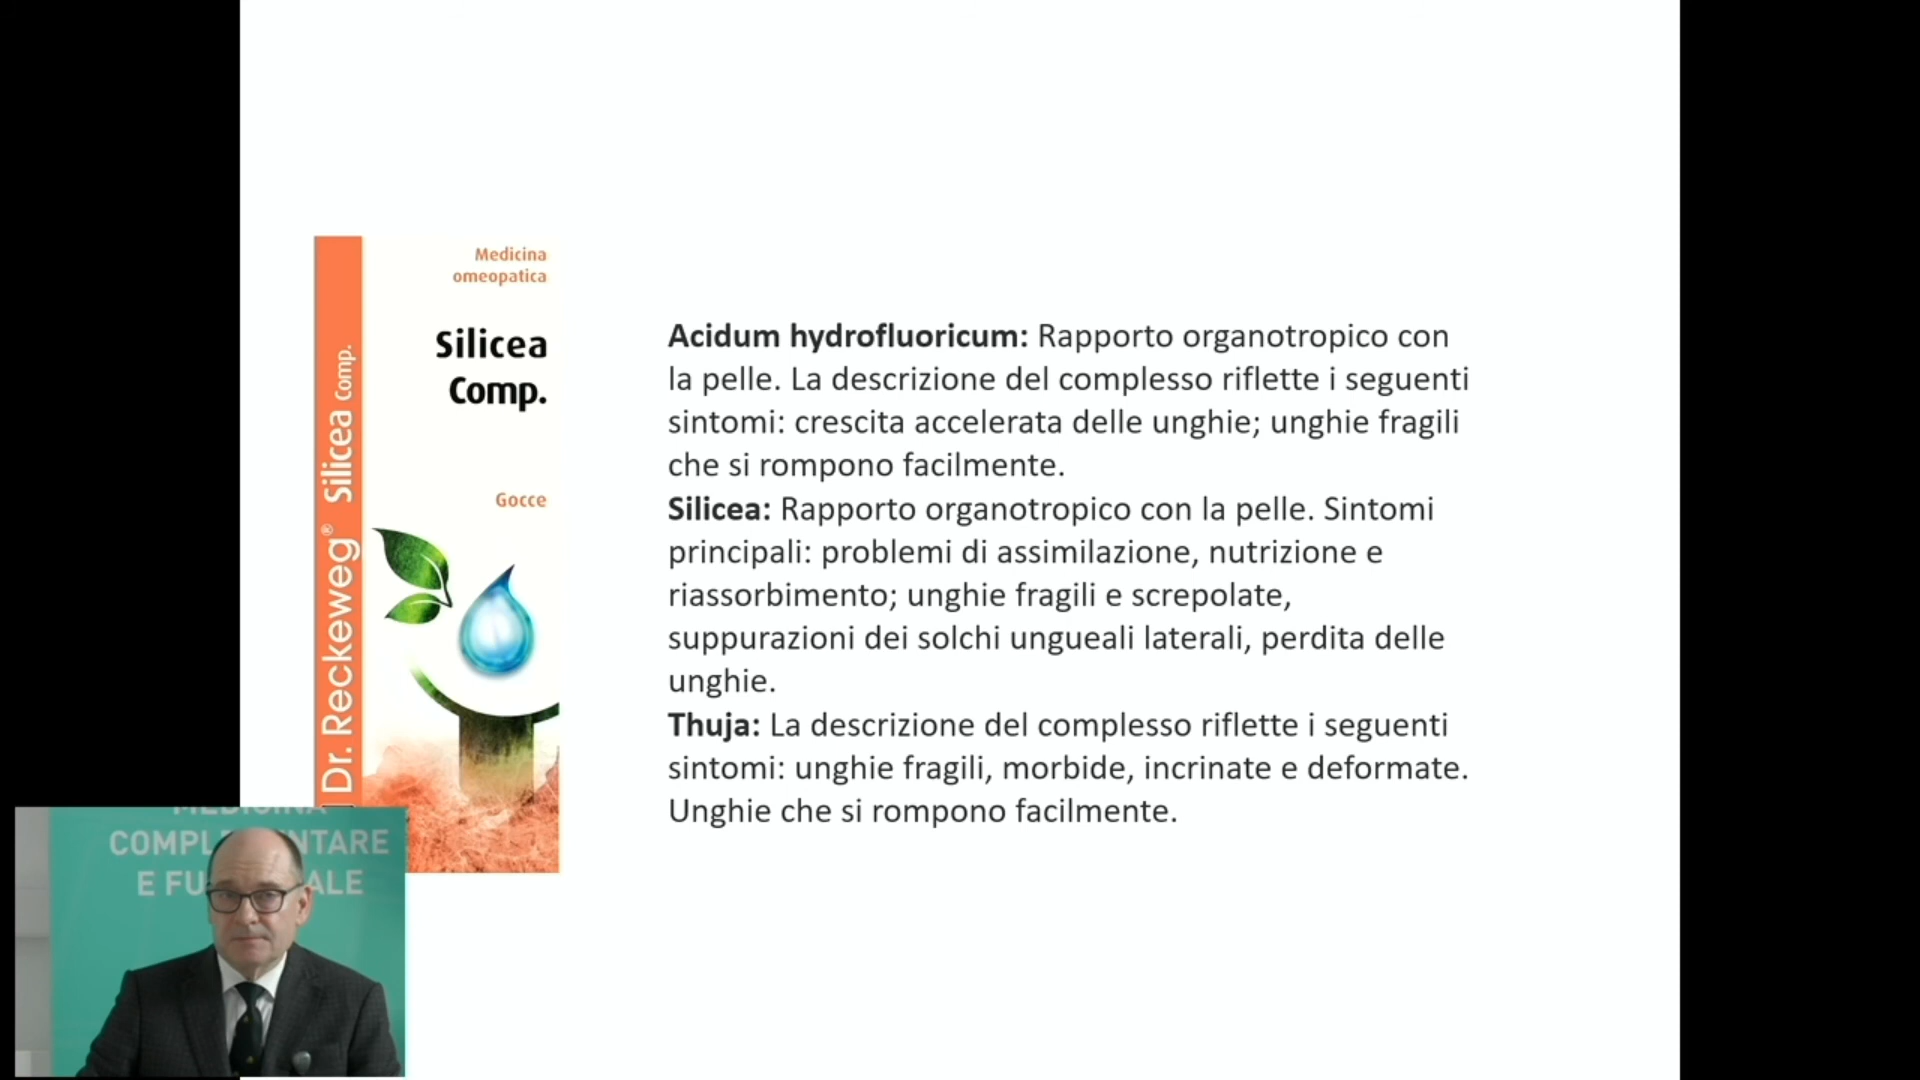 Medicina
omeopatica
Silicea
Comp.
Gocce
Dr. Reckeweg® Silicea Comp.
Acidum hydrofluoricum: Rapporto organotropico con
la pelle. La descrizione del complesso riflette i seguenti
sintomi: crescita accelerata delle unghie; unghie fragili
che si rompono facilmente.
Silicea: Rapporto organotropico con la pelle. Sintomi
principali: problemi di assimilazione, nutrizione e
riassorbimento; unghie fragili e screpolate,
suppurazioni dei solchi ungueali laterali, perdita delle
unghie.
Thuja: La descrizione del complesso riflette i seguenti
sintomi: unghie fragili, morbide, incrinate e deformate.
Unghie che si rompono facilmente.
MEDICINA
COMPL NTARE
E FU ALE